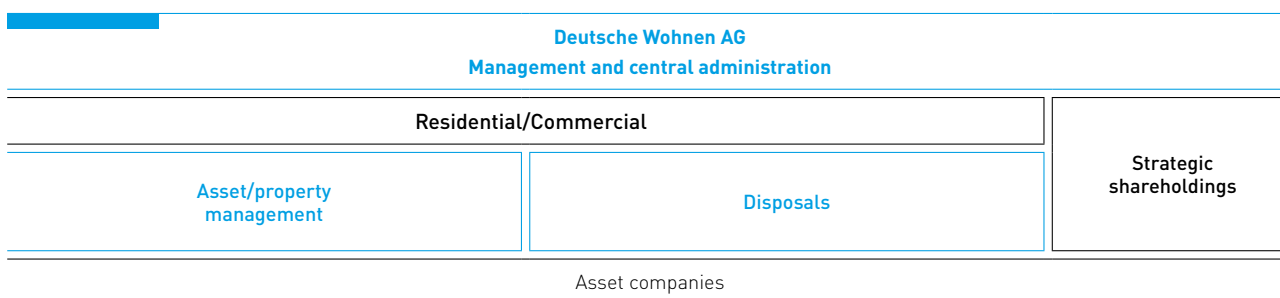 Deutsche Wohnen AG
Management and central administration
Residential/Commercial
Strategic
shareholdings
Asset/property
management
Disposals
Asset companies